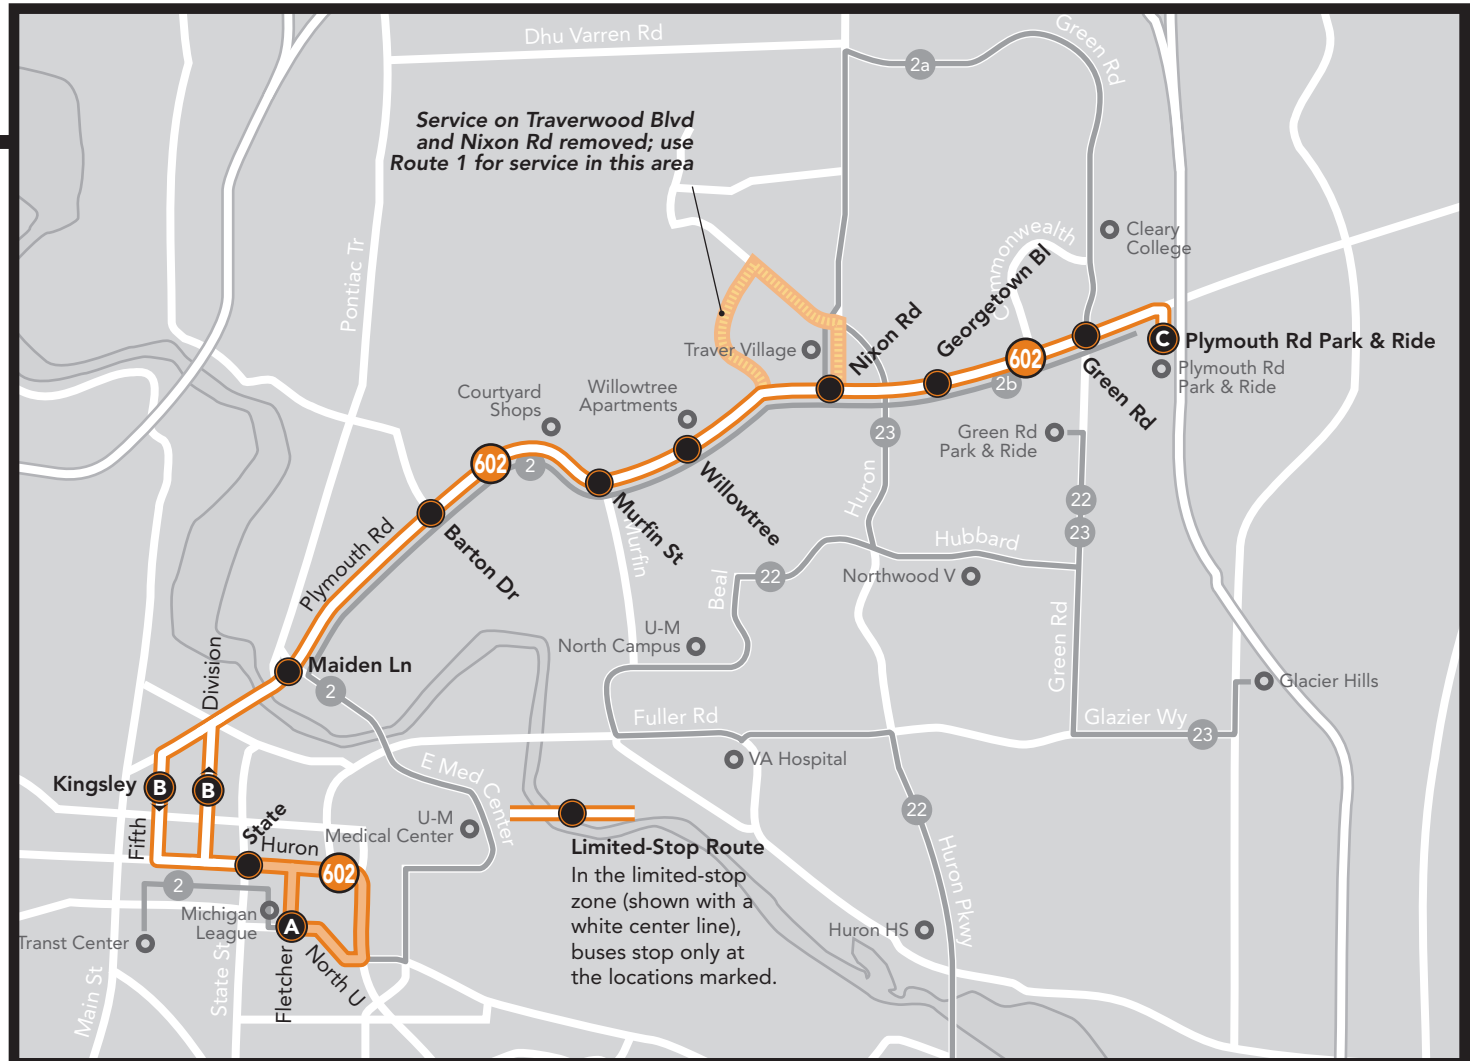 Dhu Varren Rd
Green Rd
2a
Service on Traverwood Blvd
and Nixon Rd removed; use
Route 1 for service in this area
Pontiac Tr
Commonwealth
Cleary
College
Georgetown Bl
Nixon Rd
Traver Village
602
C
Plymouth Rd Park & Ride
Plymouth Rd
Park & Ride
2b
Green Rd
Courtyard
Shops
Willowtree
Apartments
23
Green Rd
Park & Ride
602
2
Willowtree
Murfin St
Murfin
Huron
22
23
Barton Dr
Plymouth Rd
Hubbard
Beal
22
Northwood V
U-M
North Campus
Green Rd
Division
Maiden Ln
2
Glacier Hills
Fuller Rd
Glazier Wy
23
VA Hospital
E Med Center
Kingsley
B
B
22
State
Fifth
Huron
U-M
Medical Center
Limited-Stop Route
In the limited-stop
zone (shown with a
white center line),
buses stop only at
the locations marked.
602
2
Michigan
League
A
Huron Pkwy
Huron HS
Transt Center
Main St
State St
Fletcher
North U